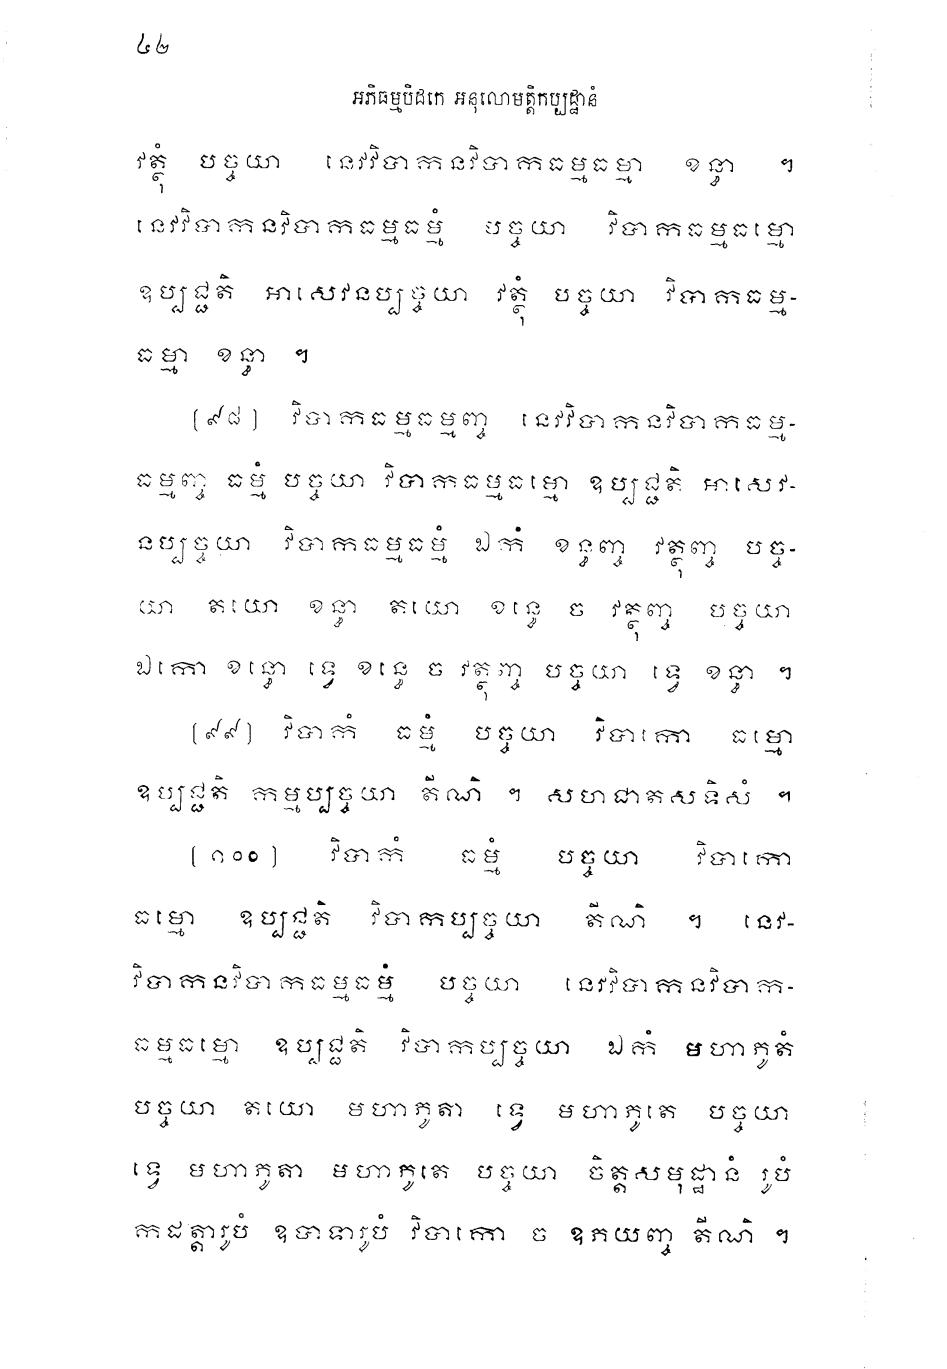 ៤២
អភិធម្មបិដកេ អនុលោមត្តិកប្បដ្ឋានំ
វត្ថុំ បច្ចយា នេវវិបាកនវិបាកធម្មធម្មា ខន្ធា ។
នេវវិបាកនវិបាកធម្មធម្មំ បច្ចយា វិបាកធម្មធម្មោ
ឧប្បជ្ជតិ អាសេវនប្បច្ចយា វត្ថុំ បច្ចយា វិបាកធម្ម-
ធម្មា ខន្ធា ។
[៩៨] វិបាកធម្មធម្មញ្ច នេវវិបាកនវិបាកធម្ម-
ធម្មញ្ច ធម្មំ បច្ចយា វិបាកធម្មធម្មោ ឧប្បជ្ជតិ អាសេវ-
នប្បច្ចយា វិបាកធម្មធម្មំ ឯកំ ខន្ធញ្ច វត្ថុញ្ច បច្ច-
យា តយោ ខន្ធា តយោ ខន្ធេ ច វត្ថុញ្ច បច្ចយា
ឯកោ ខន្ធោ ទ្វេ ខន្ធេ ច វត្ថុញ្ច បច្ចយា ទ្វេ ខន្ធា ។
[៩៩] វិបាកំ ធម្មំ បច្ចយា វិបាកោ ធម្មោ
ឧប្បជ្ជតិ កម្មប្បច្ចយា តីណិ ។ សហជាតសទិសំ ។
[១០០] វិបាកំ ធម្មំ បច្ចយា វិបាកោ
ធម្មោ ឧប្បជ្ជតិ វិបាកប្បច្ចយា តីណិ ។ នេវ-
វិបាកនវិបាកធម្មធម្មំ បច្ចយា នេវវិបាកនវិបាក-
ធម្មធម្មោ ឧប្បជ្ជតិ វិបាកប្បច្ចយា ឯកំ មហាភូតំ
បច្ចយា តយោ មហាភូតា ទ្វេ មហាភូតេ បច្ចយា
ទ្វេ មហាភូតា មហាភូតេ បច្ចយា ចិត្តសមុដ្ឋានំ រូបំ
កដត្តារូបំ ឧបាទារូបំ វិបាកោ ច ឧភយញ្ច តីណិ ។